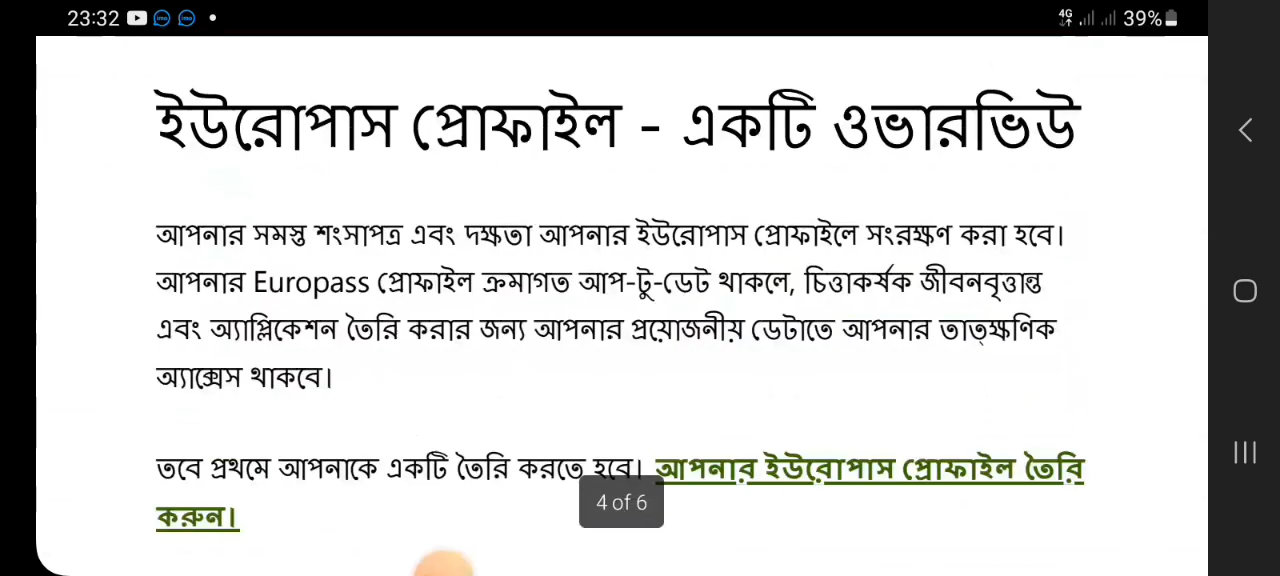 23:32
4G
39%
ইউরোপাস প্রোফাইল - একটি ওভারভিউ
আপনার সমস্ত শংসাপত্র এবং দক্ষতা আপনার ইউরোপাস প্রোফাইলে সংরক্ষণ করা হবে।
আপনার Europass প্রোফাইল ক্রমাগত আপ-টু-ডেট থাকলে, চিত্তাকর্ষক জীবনবৃত্তান্ত
এবং অ্যাপ্লিকেশন তৈরি করার জন্য আপনার প্রয়োজনীয় ডেটাতে আপনার তাত্ক্ষণিক
অ্যাক্সেস থাকবে।
তবে প্রথমে আপনাকে একটি তৈরি করতে হবে। আপনার ইউরোপাস প্রোফাইল তৈরি
করুন।
4 of 6